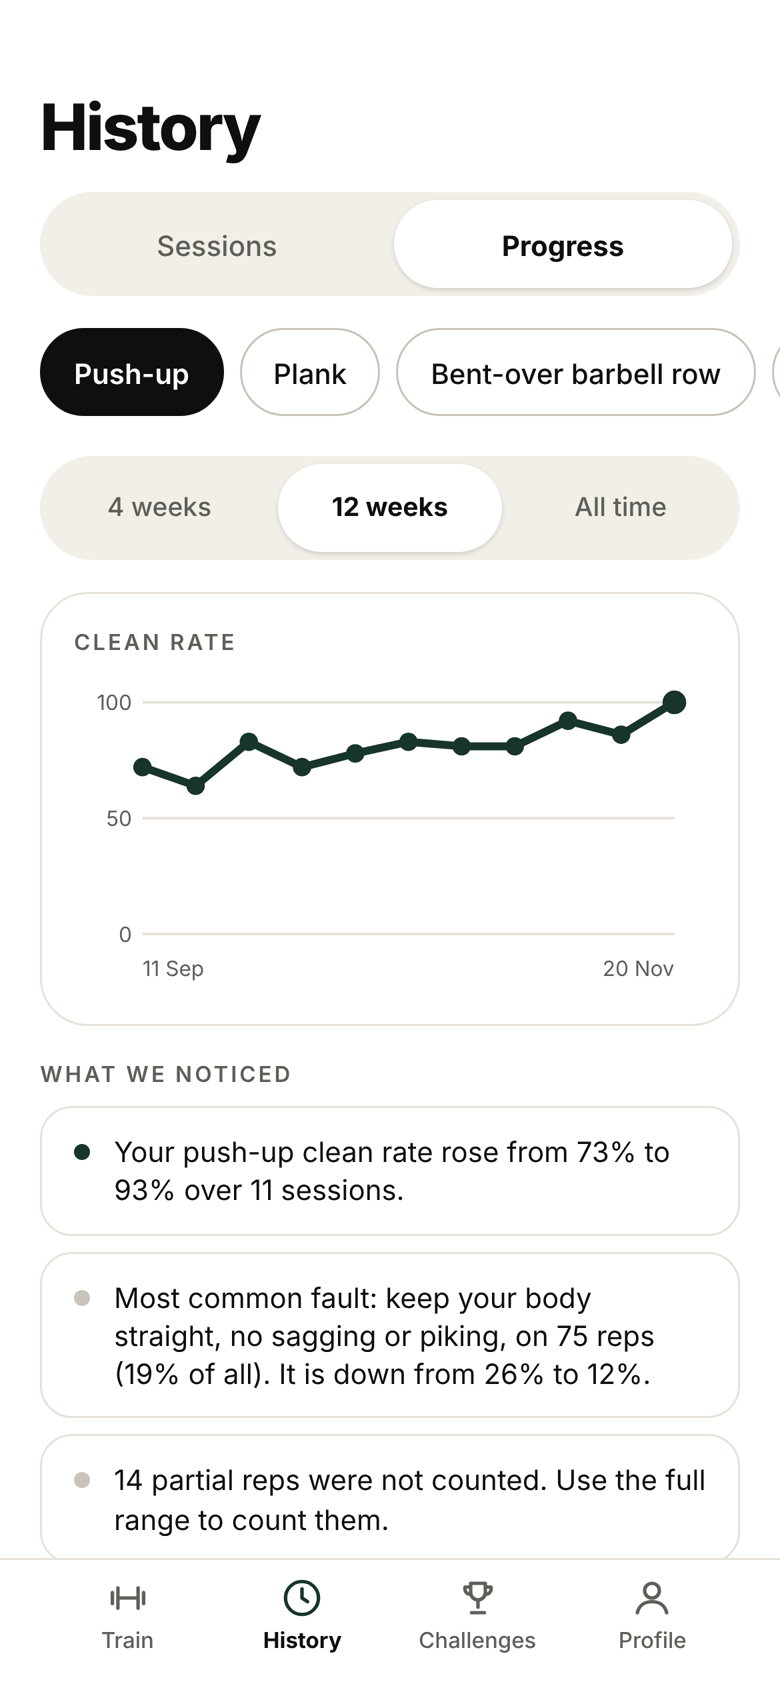 History
Sessions
Progress
Push-up
Plank
Bent-over barbell row
4 weeks
12 weeks
All time
CLEAN RATE
100
50
0
11 Sep
20 Nov
WHAT WE NOTICED
Your push-up clean rate rose from 73% to
93% over 11 sessions.
Most common fault: keep your body
straight, no sagging or piking, on 75 reps
(19% of all). It is down from 26% to 12%.
14 partial reps were not counted. Use the full
range to count them.
Train
History
Challenges
Profile